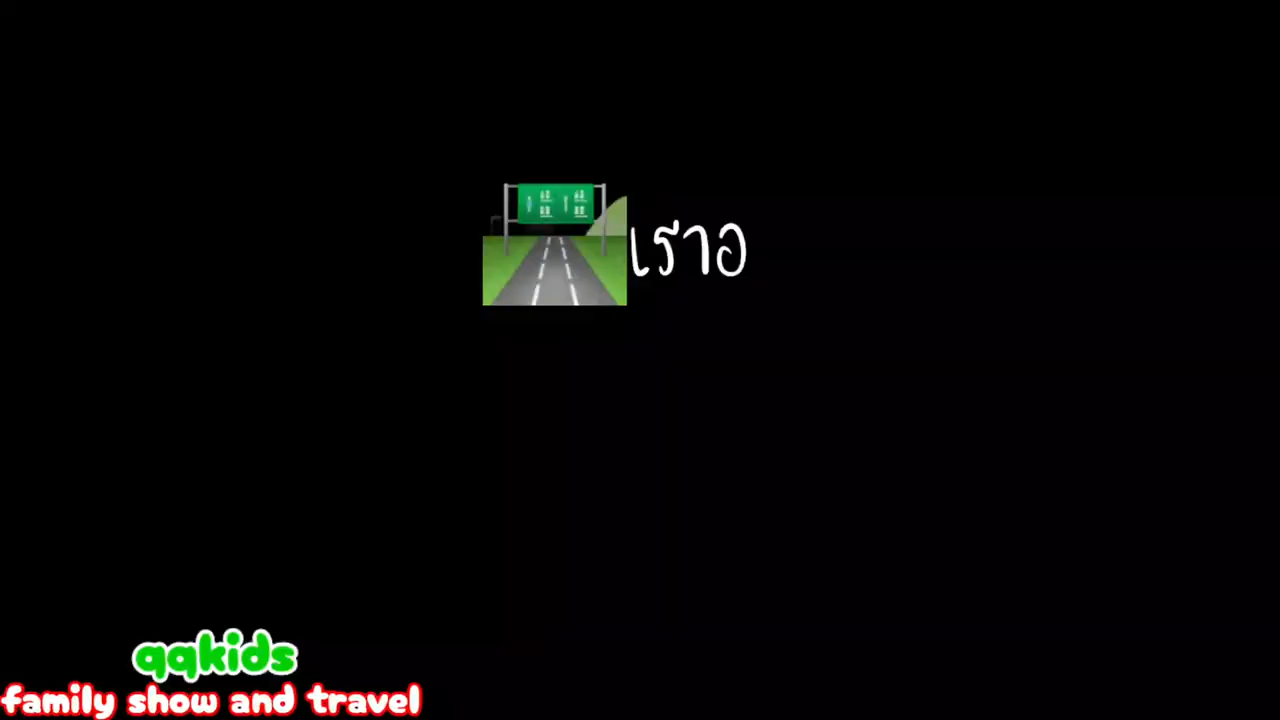 เราอ
qqkids
family show and travel